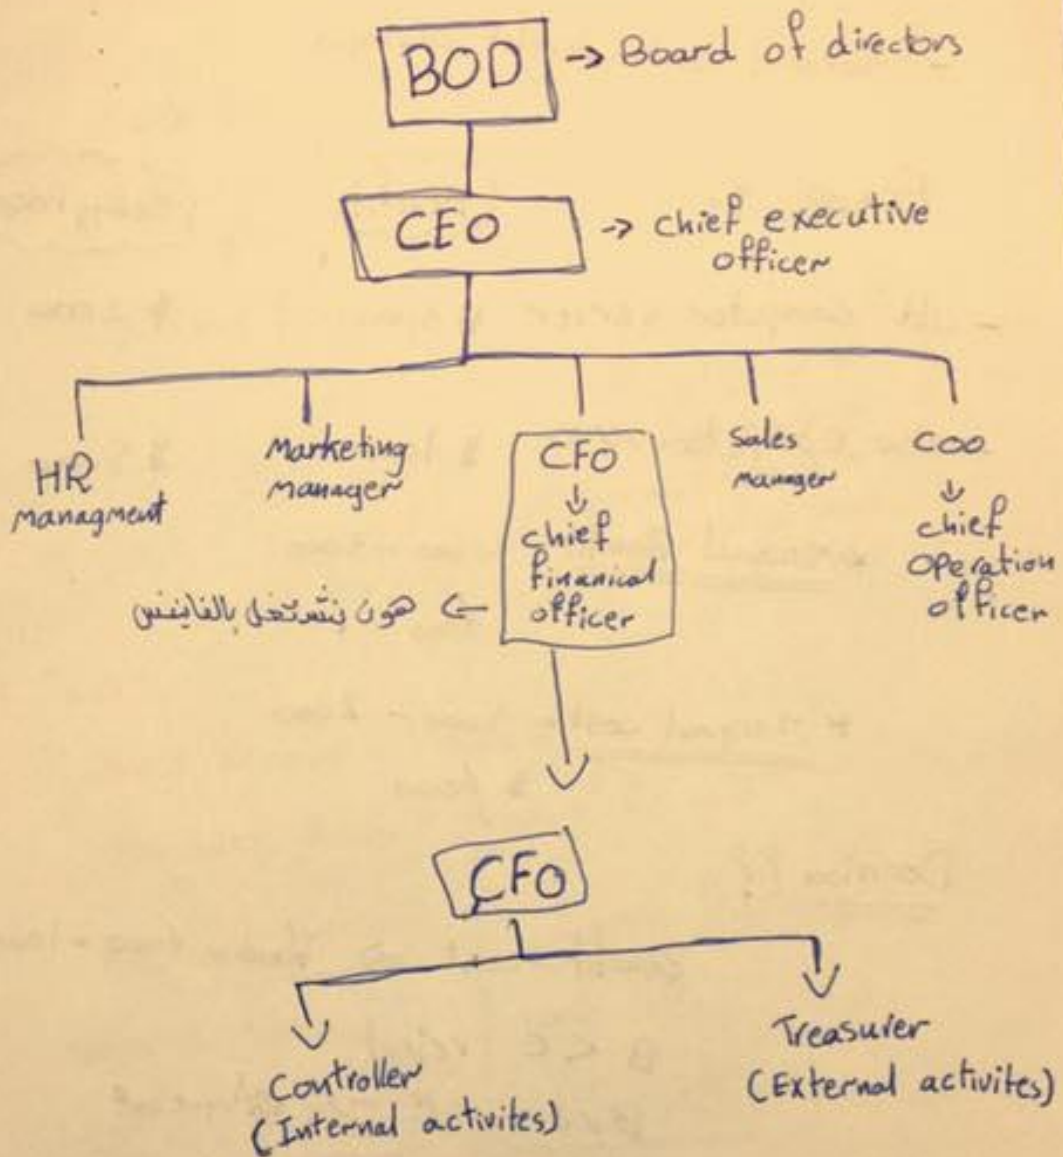 BOD → Board of directors
CEO → chief executive
officer
HR
managment
Marketing
manager
CFO
↓
chief
finanical
officer
Sales
manager
COO
↓
chief
operation
officer
هون بنشتغل بالفاينس
CFO
Controller
(Internal activites)
Treasurer
(External activites)